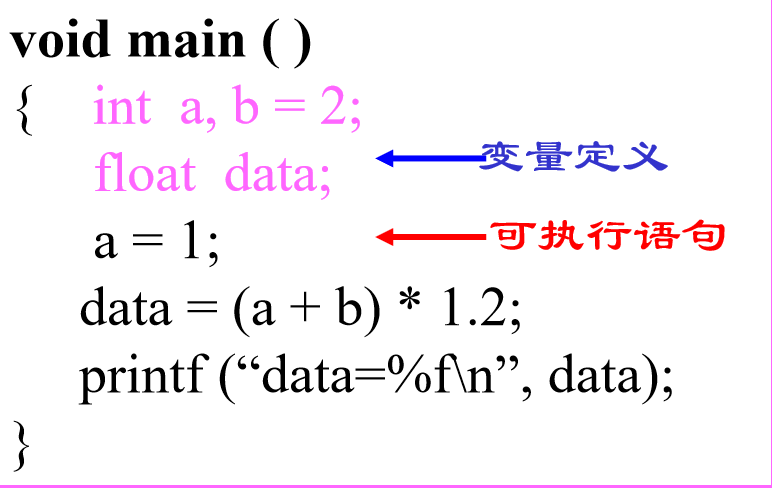 void main ( )
{ int a, b = 2;
float data;
变量定义
a = 1;
可执行语句
data = (a + b) * 1.2;
printf (“data=%f\n”, data);
}